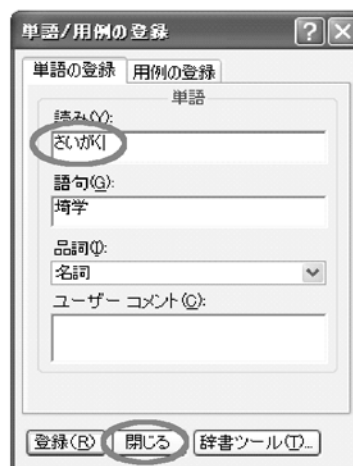 単語/用例の登録
単語の登録 用例の登録
単語
読み(Y):
さいがく
語句(G):
埼学
品詞(I):
名詞
ユーザー コメント(C):
登録(R) 閉じる 辞書ツール(T)...